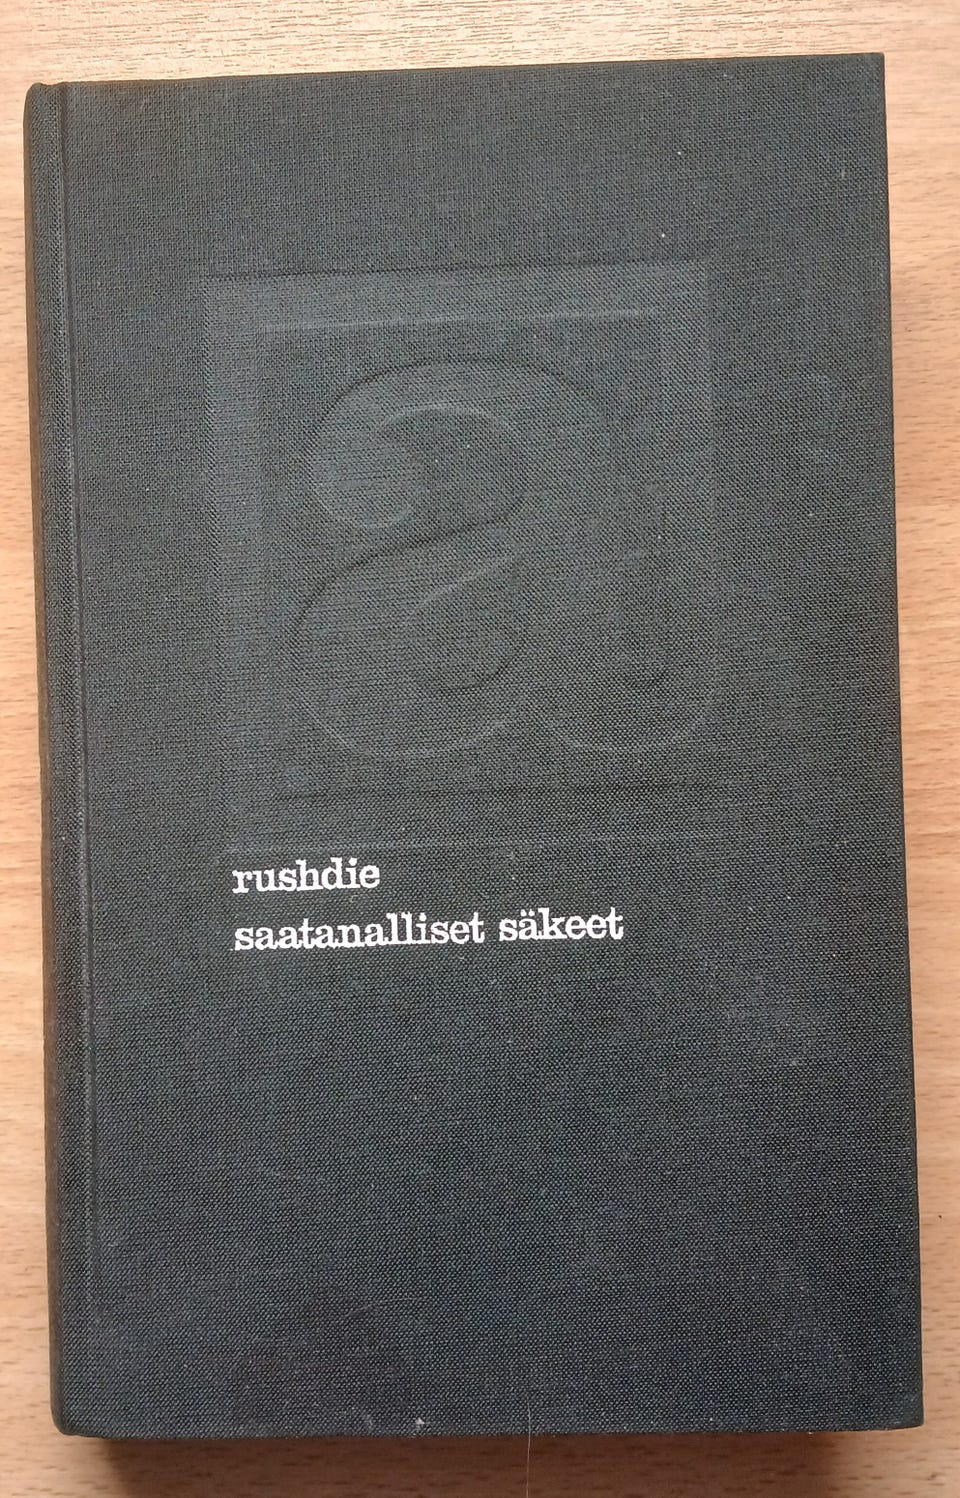 a
rushdie
saatanalliset säkeet